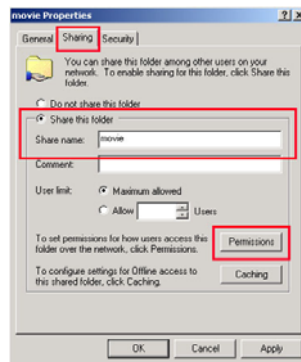 movie Properties
General Sharing Security
You can share this folder among other users on your
network. To enable sharing for this folder, click Share this
folder.
Do not share this folder
Share this folder
Share name: movie
Comment:
User limit: Maximum allowed
Allow Users
To set permissions for how users access this
folder over the network, click Permissions.
Permissions
To configure settings for Offline access to
this shared folder, click Caching.
Caching
OK Cancel Apply